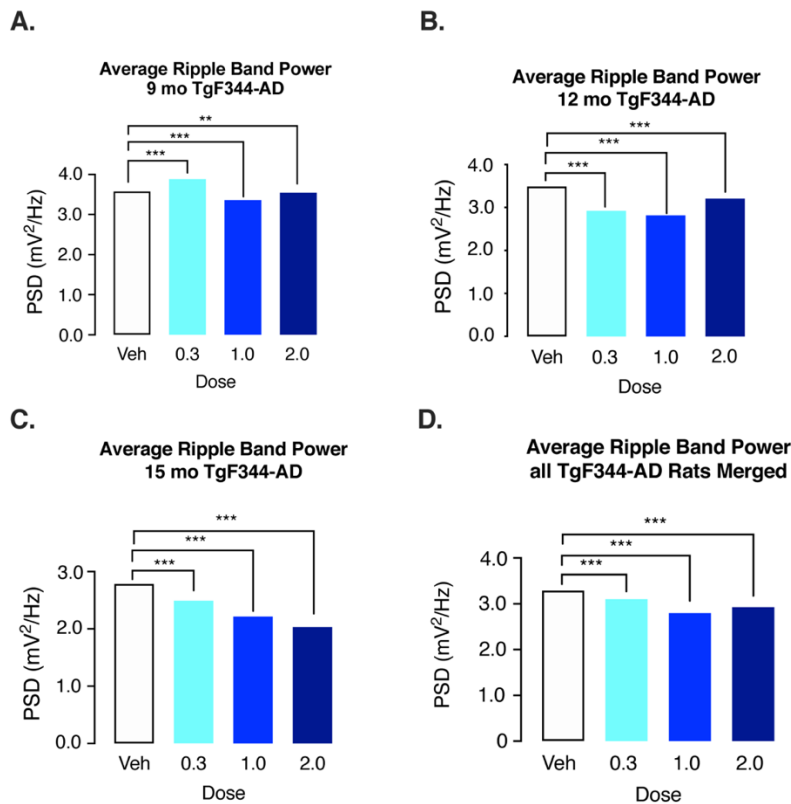 A.
Average Ripple Band Power
9 mo TgF344-AD
**
***
***
4.0
3.0
2.0
1.0
0.0
PSD (mV²/Hz)
Veh 0.3 1.0 2.0
Dose
B.
Average Ripple Band Power
12 mo TgF344-AD
***
***
***
4.0
3.0
2.0
1.0
0.0
PSD (mV²/Hz)
Veh 0.3 1.0 2.0
Dose
C.
Average Ripple Band Power
15 mo TgF344-AD
***
***
***
3.0
2.0
1.0
0.0
PSD (mV²/Hz)
Veh 0.3 1.0 2.0
Dose
D.
Average Ripple Band Power
all TgF344-AD Rats Merged
***
***
***
4.0
3.0
2.0
1.0
0
PSD (mV²/Hz)
Veh 0.3 1.0 2.0
Dose